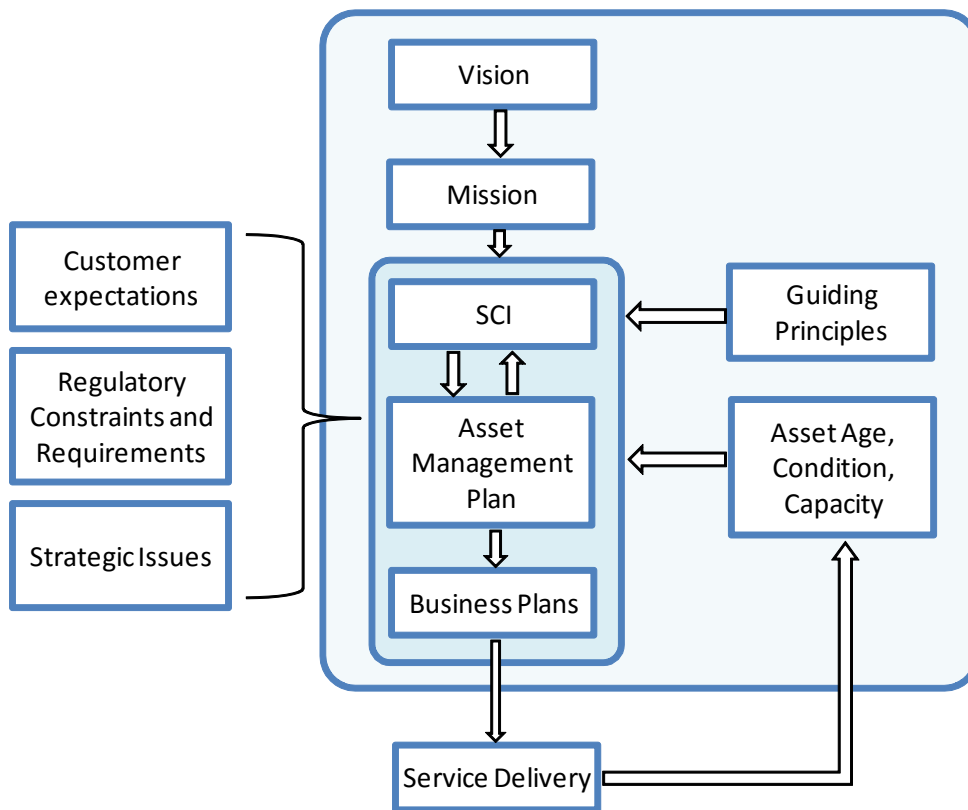 Vision
Mission
Customer
expectations
Regulatory
Constraints and
Requirements
Strategic Issues
SCI
Asset
Management
Plan
Business Plans
Guiding
Principles
Asset Age,
Condition,
Capacity
Service Delivery